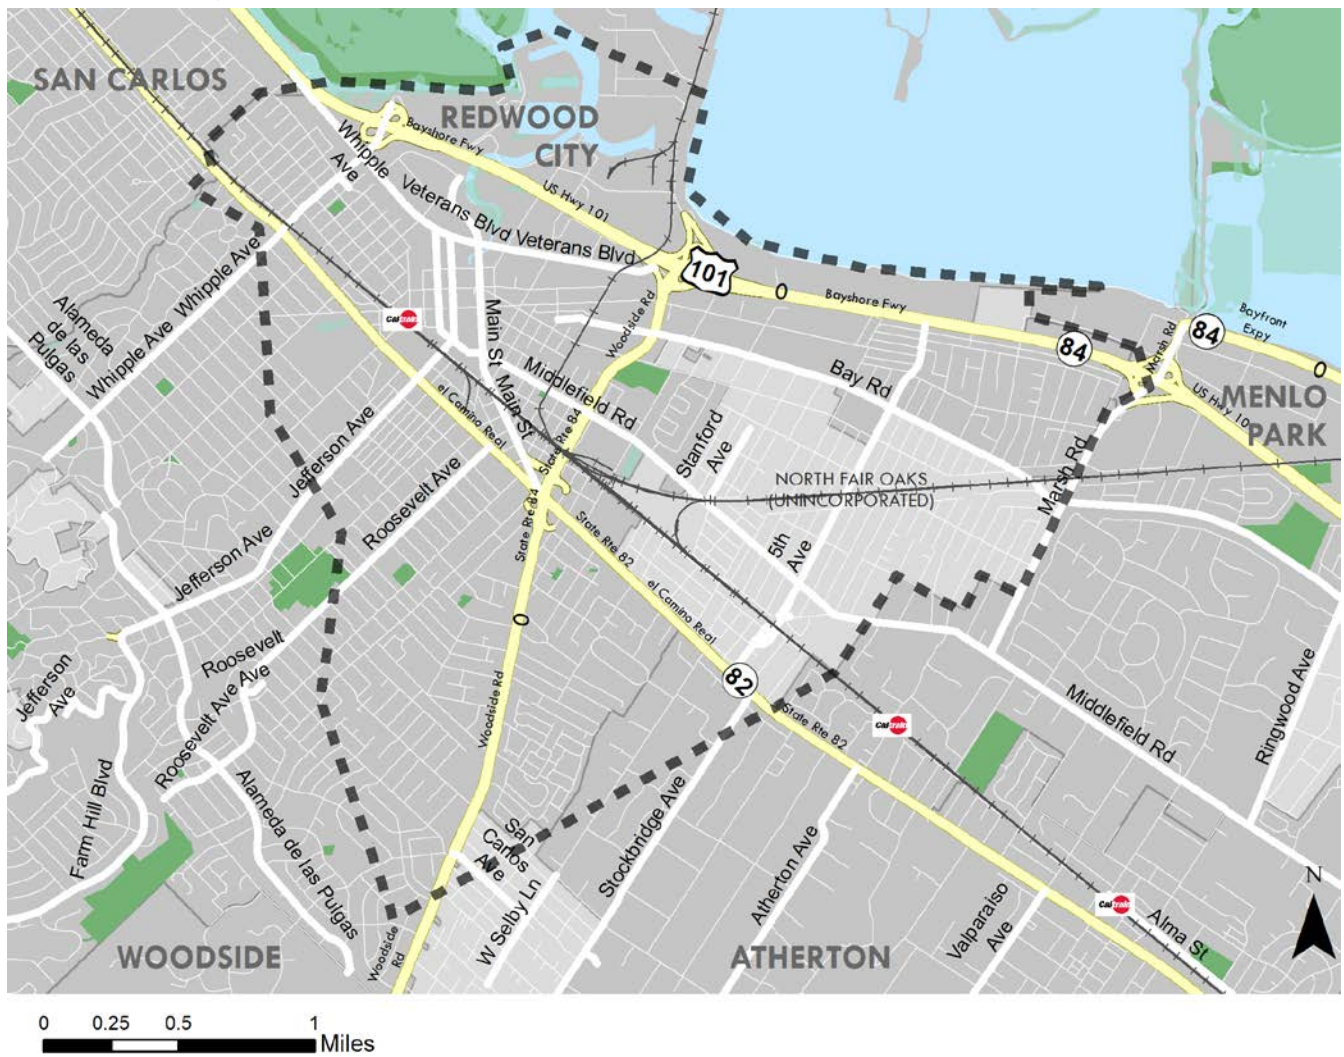 SAN CARLOS
REDWOOD
CITY
Bayshore Fwy
Whipple
Ave
Veterans Blvd
Veterans Blvd
US Hwy 101
101
0
Bayshore Fwy
84
Marsh Rd
84
Bayfront
Expy
0
US Hwy 10
MENLO
PARK
Whipple Ave
Whipple Ave
Alameda
de las
Pulgas
Caltrain
Main St
Main St
Woodside Rd
Middlefield Rd
Bay Rd
el Camino Real
State Rte 84
State Rte 84
Stanford
Ave
Jefferson Ave
Jefferson Ave
Roosevelt Ave
NORTH FAIR OAKS
(UNINCORPORATED)
Marsh Rd
5th
Ave
State Rte 82
el Camino Real
0
82
State Rte 82
Caltrain
Roosevelt
Ave
Roosevelt Ave
Jefferson
Ave
Woodside Rd
Middlefield Rd
Ringwood Ave
Farm Hill Blvd
Alameda de las Pulgas
San
Carlos
Ave
W Selby Ln
Stockbridge Ave
Atherton Ave
Valparaiso
Ave
Caltrain
Alma St
Woodside
Rd
WOODSIDE
ATHERTON
N
0 0.25 0.5 1
Miles